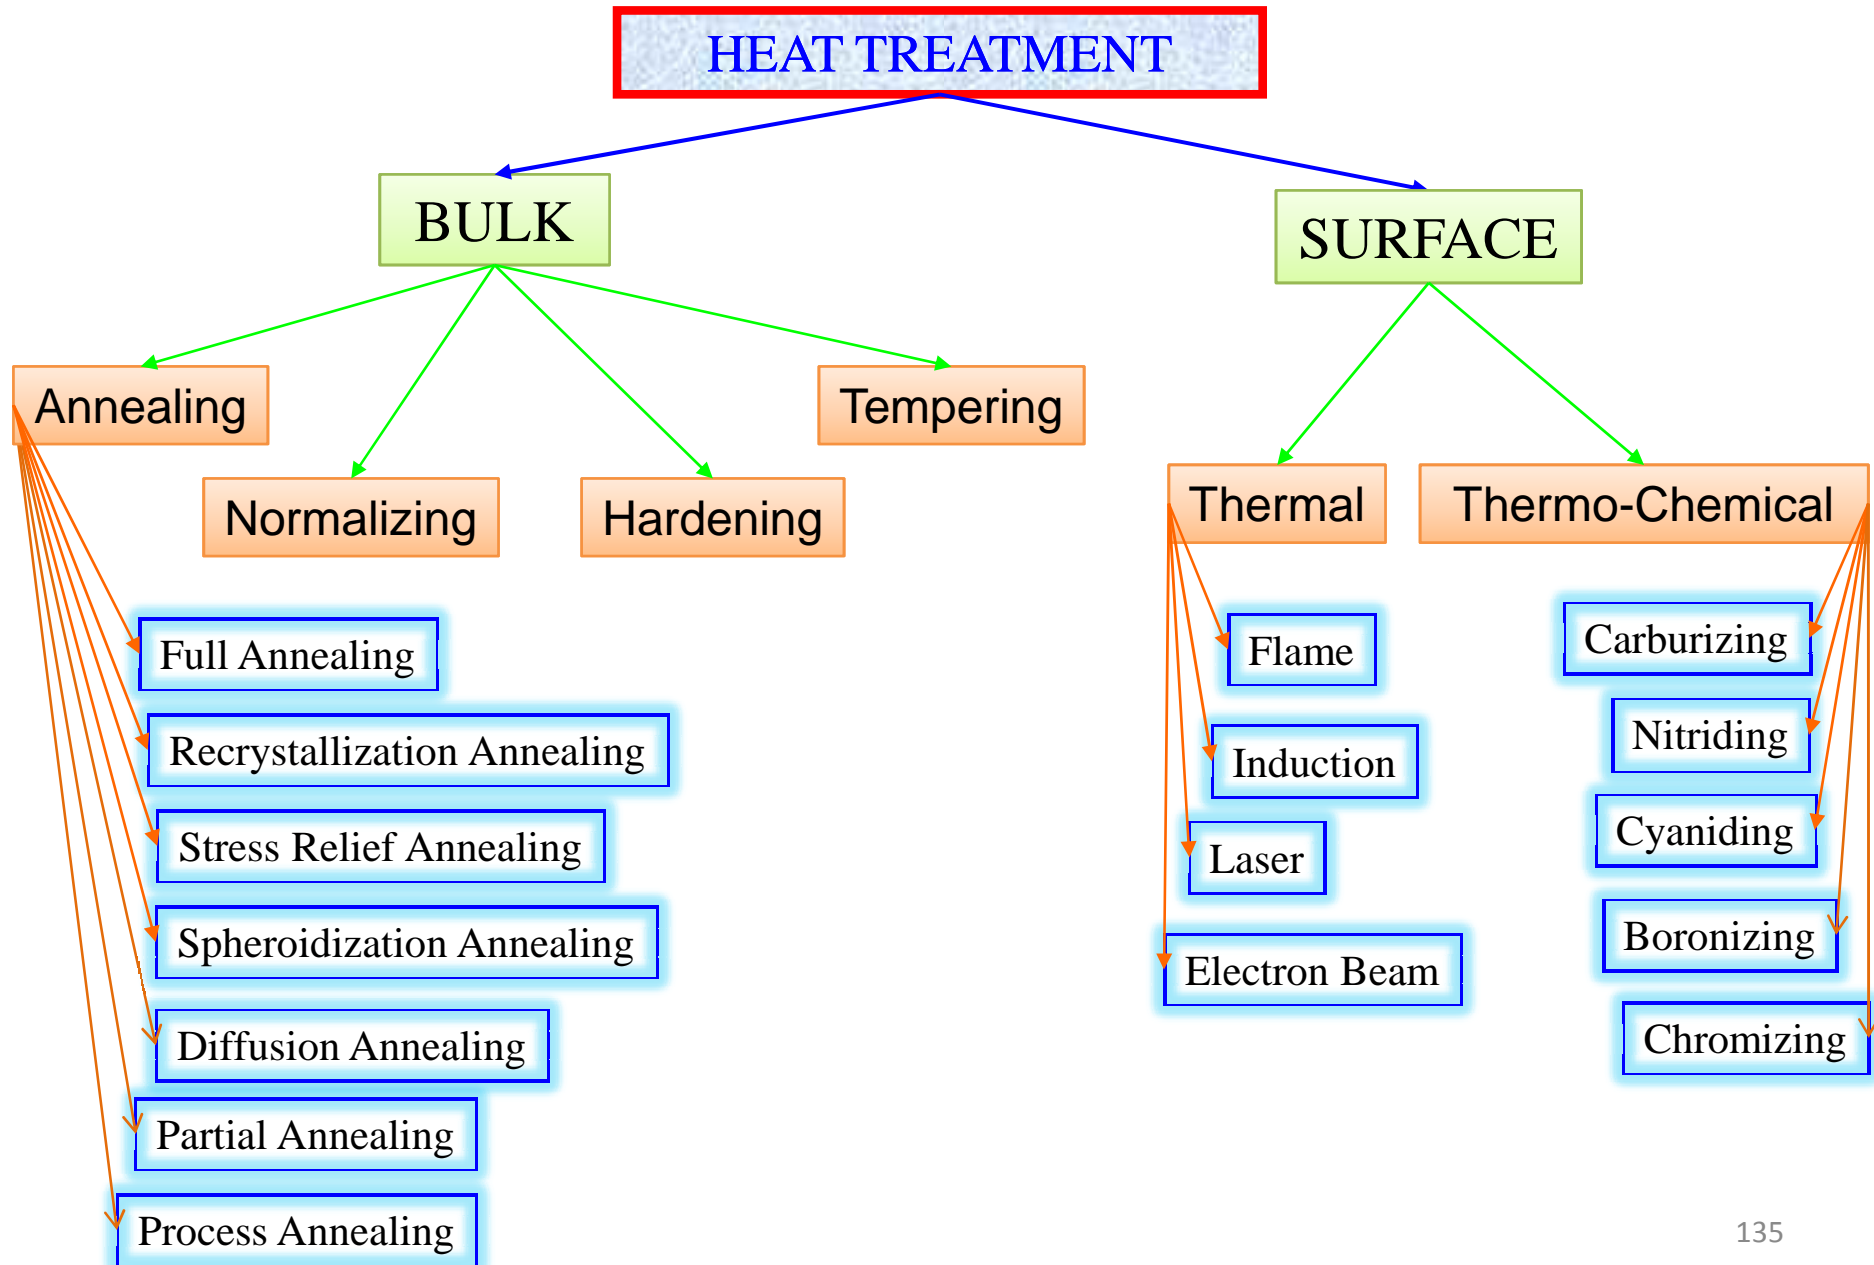 HEAT TREATMENT
BULK
SURFACE
Annealing
Tempering
Normalizing
Hardening
Thermal
Thermo-Chemical
Full Annealing
Recrystallization Annealing
Stress Relief Annealing
Spheroidization Annealing
Diffusion Annealing
Partial Annealing
Process Annealing
Flame
Induction
Laser
Electron Beam
Carburizing
Nitriding
Cyaniding
Boronizing
Chromizing
135